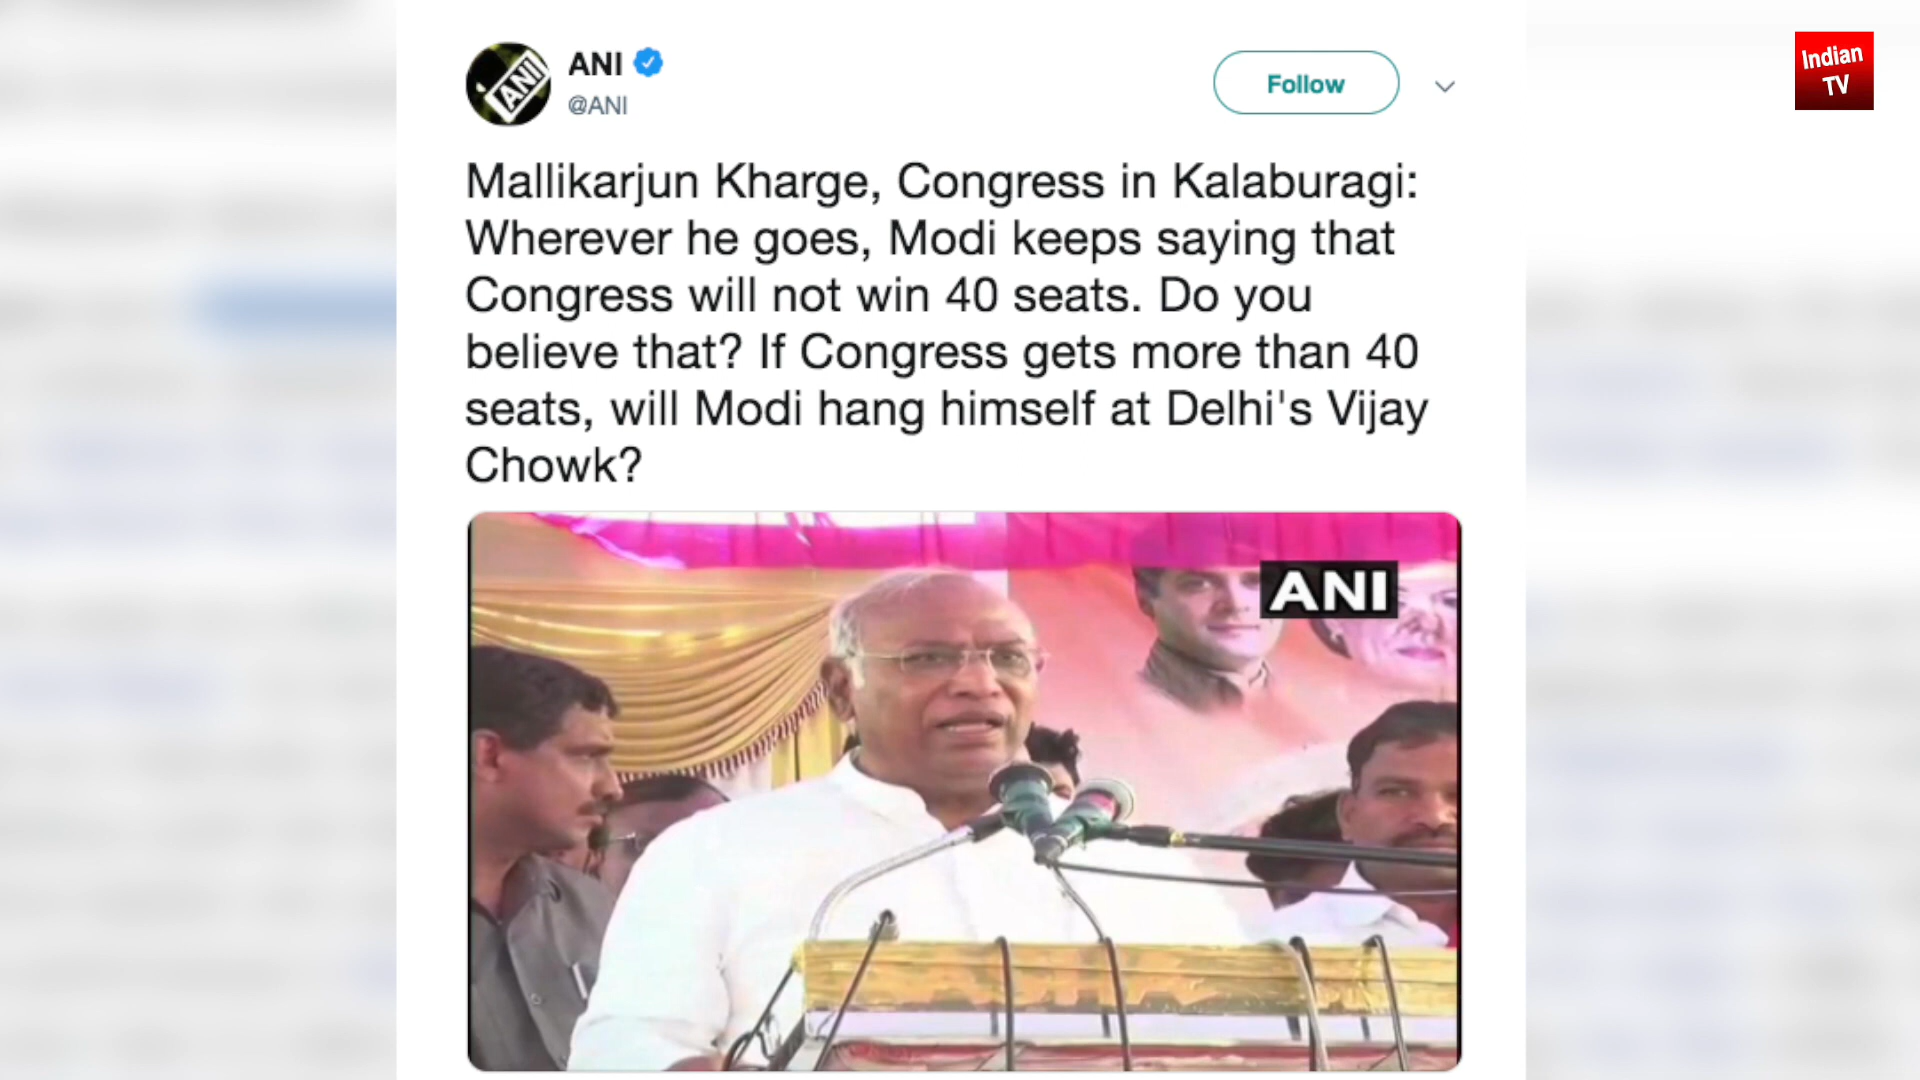 ANI
ANI
@ANI
Follow
Indian
TV
Mallikarjun Kharge, Congress in Kalaburagi:
Wherever he goes, Modi keeps saying that
Congress will not win 40 seats. Do you
believe that? If Congress gets more than 40
seats, will Modi hang himself at Delhi's Vijay
Chowk?
ANI